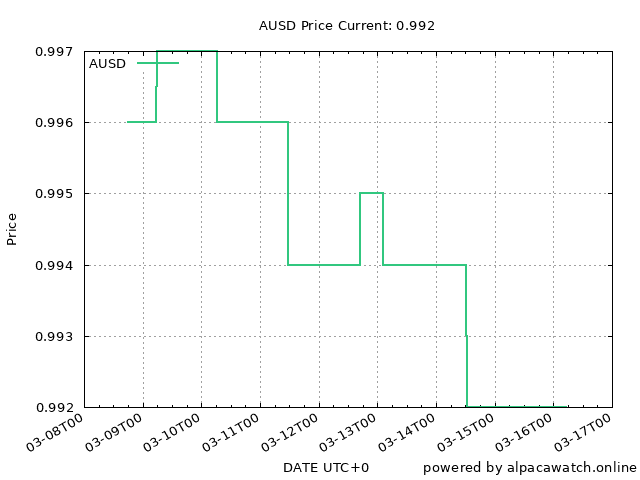 AUSD Price Current: 0.992
0.997
AUSD
0.996
0.995
0.994
0.993
0.992
Price
03-08T00
03-09T00
03-10T00
03-11T00
03-12T00
03-13T00
03-14T00
03-15T00
03-16T00
03-17T00
DATE UTC+0
powered by alpacawatch.online